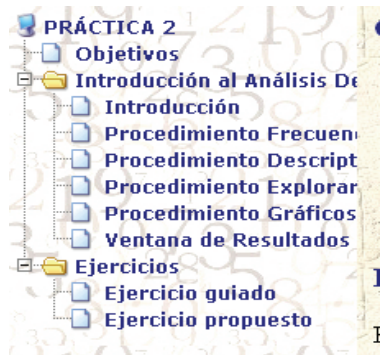 PRÁCTICA 2
Objetivos
Introducción al Análisis De
Introducción
Procedimiento Frecuen
Procedimiento Descript
Procedimiento Explorar
Procedimiento Gráficos
Ventana de Resultados
Ejercicios
Ejercicio guiado
Ejercicio propuesto